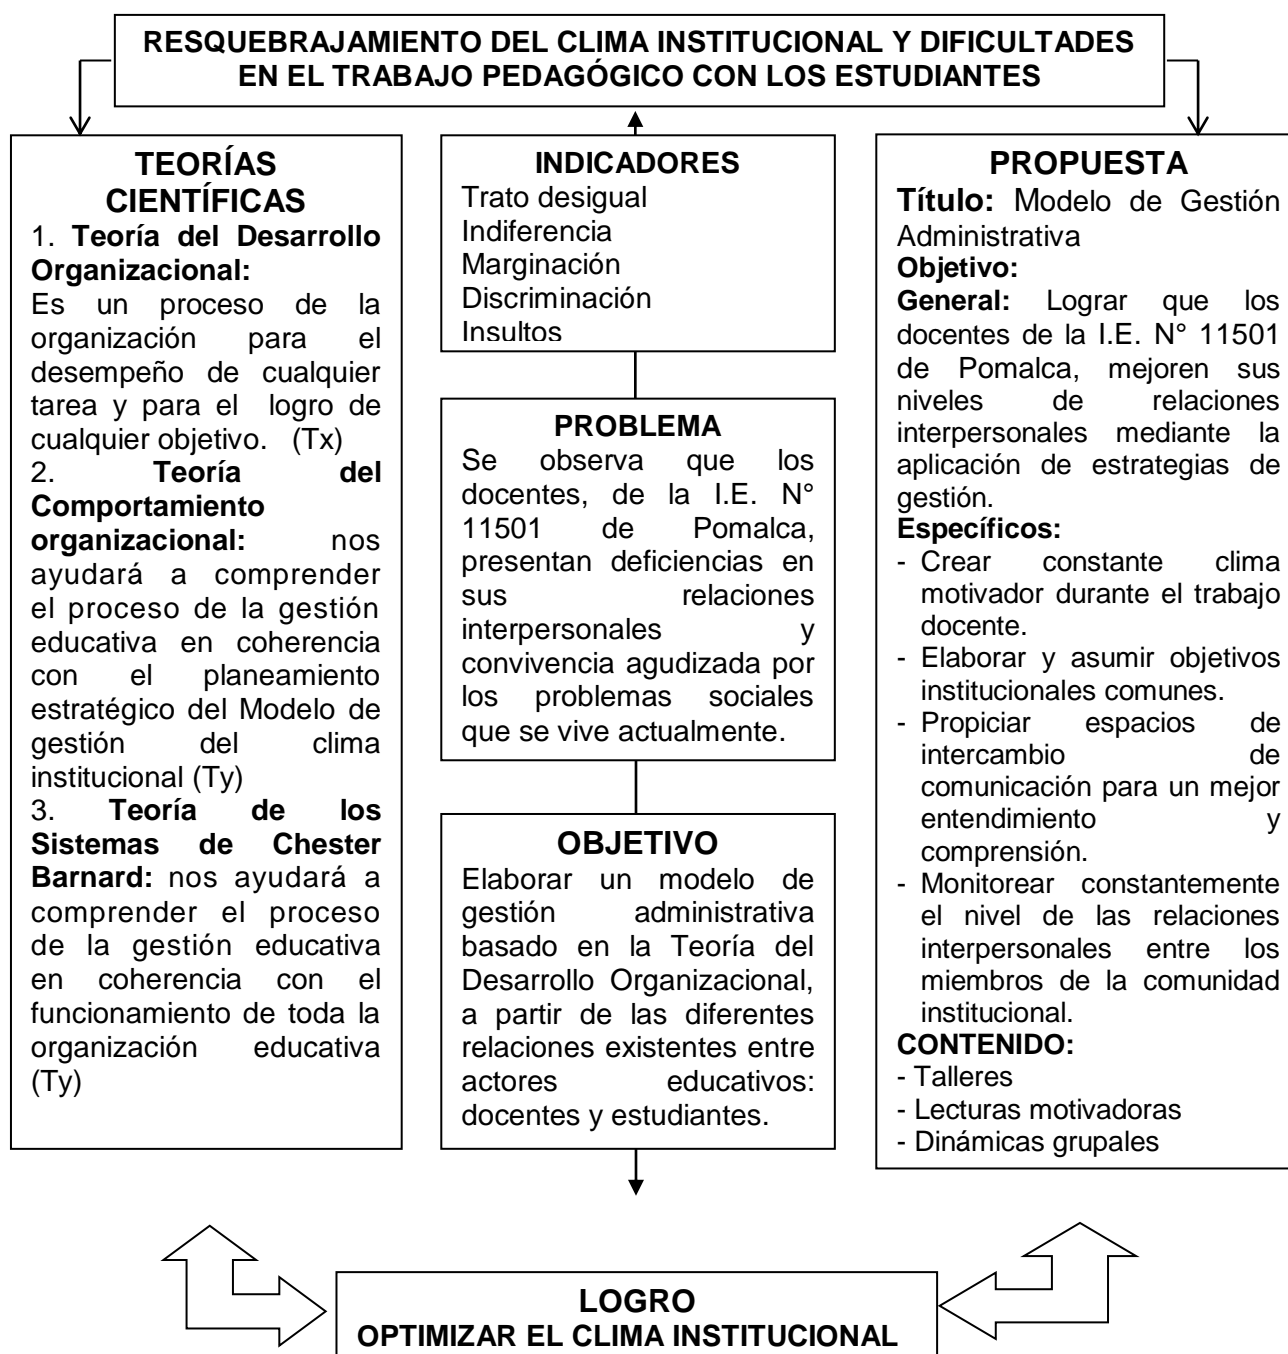 RESQUEBRAJAMIENTO DEL CLIMA INSTITUCIONAL Y DIFICULTADES
EN EL TRABAJO PEDAGÓGICO CON LOS ESTUDIANTES
TEORÍAS
CIENTÍFICAS
1. Teoría del Desarrollo
Organizacional:
Es un proceso de la
organización para el
desempeño de cualquier
tarea y para el logro de
cualquier objetivo. (Tx)
2. Teoría del
Comportamiento
organizacional: nos
ayudará a comprender
el proceso de la gestión
educativa en coherencia
con el planeamiento
estratégico del Modelo de
gestión del clima
institucional (Ty)
3. Teoría de los
Sistemas de Chester
Barnard: nos ayudará a
comprender el proceso
de la gestión educativa
en coherencia con el
funcionamiento de toda la
organización educativa
(Ty)
INDICADORES
Trato desigual
Indiferencia
Marginación
Discriminación
Insultos
PROBLEMA
Se observa que los
docentes, de la I.E. N°
11501 de Pomalca,
presentan deficiencias en
sus relaciones
interpersonales y
convivencia agudizada por
los problemas sociales
que se vive actualmente.
OBJETIVO
Elaborar un modelo de
gestión administrativa
basado en la Teoría del
Desarrollo Organizacional,
a partir de las diferentes
relaciones existentes entre
actores educativos:
docentes y estudiantes.
PROPUESTA
Título: Modelo de Gestión
Administrativa
Objetivo:
General: Lograr que los
docentes de la I.E. N° 11501
de Pomalca, mejoren sus
niveles de relaciones
interpersonales mediante la
aplicación de estrategias de
gestión.
Específicos:
- Crear constante clima
motivador durante el trabajo
docente.
- Elaborar y asumir objetivos
institucionales comunes.
- Propiciar espacios de
intercambio de
comunicación para un mejor
entendimiento y
comprensión.
- Monitorear constantemente
el nivel de las relaciones
interpersonales entre los
miembros de la comunidad
institucional.
CONTENIDO:
- Talleres
- Lecturas motivadoras
- Dinámicas grupales
LOGRO
OPTIMIZAR EL CLIMA INSTITUCIONAL